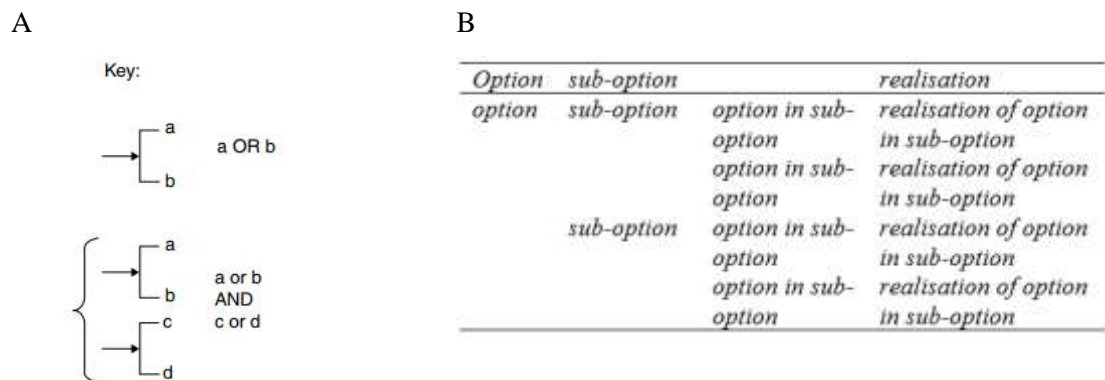 A
Key:
a
a OR b
b
a
a or b
b
AND
c
c or d
d
B
Option sub-option realisation
option sub-option option in sub- realisation of option
option in sub-option
option in sub- realisation of option
option in sub-option
sub-option option in sub- realisation of option
option in sub-option
option in sub- realisation of option
option in sub-option